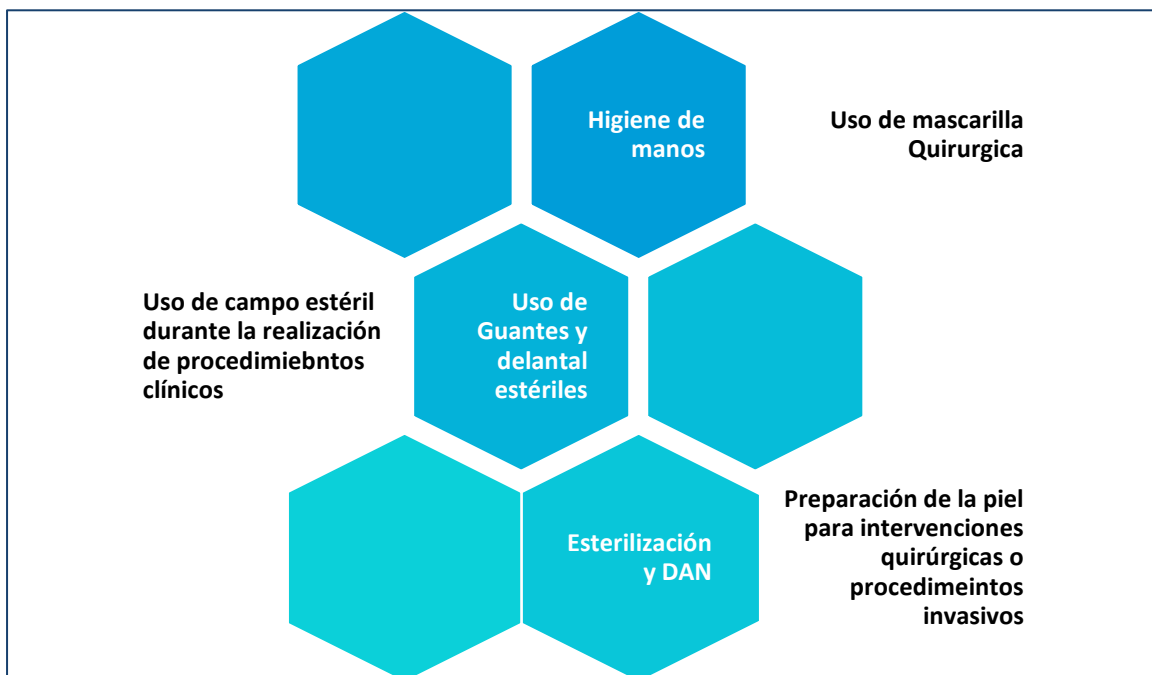 Higiene de
manos
Uso de mascarilla
Quirurgica
Uso de campo estéril
durante la realización
de procedimiebntos
clínicos
Uso de
Guantes y
delantal
estériles
Esterilización
y DAN
Preparación de la piel
para intervenciones
quirúrgicas o
procedimeintos
invasivos